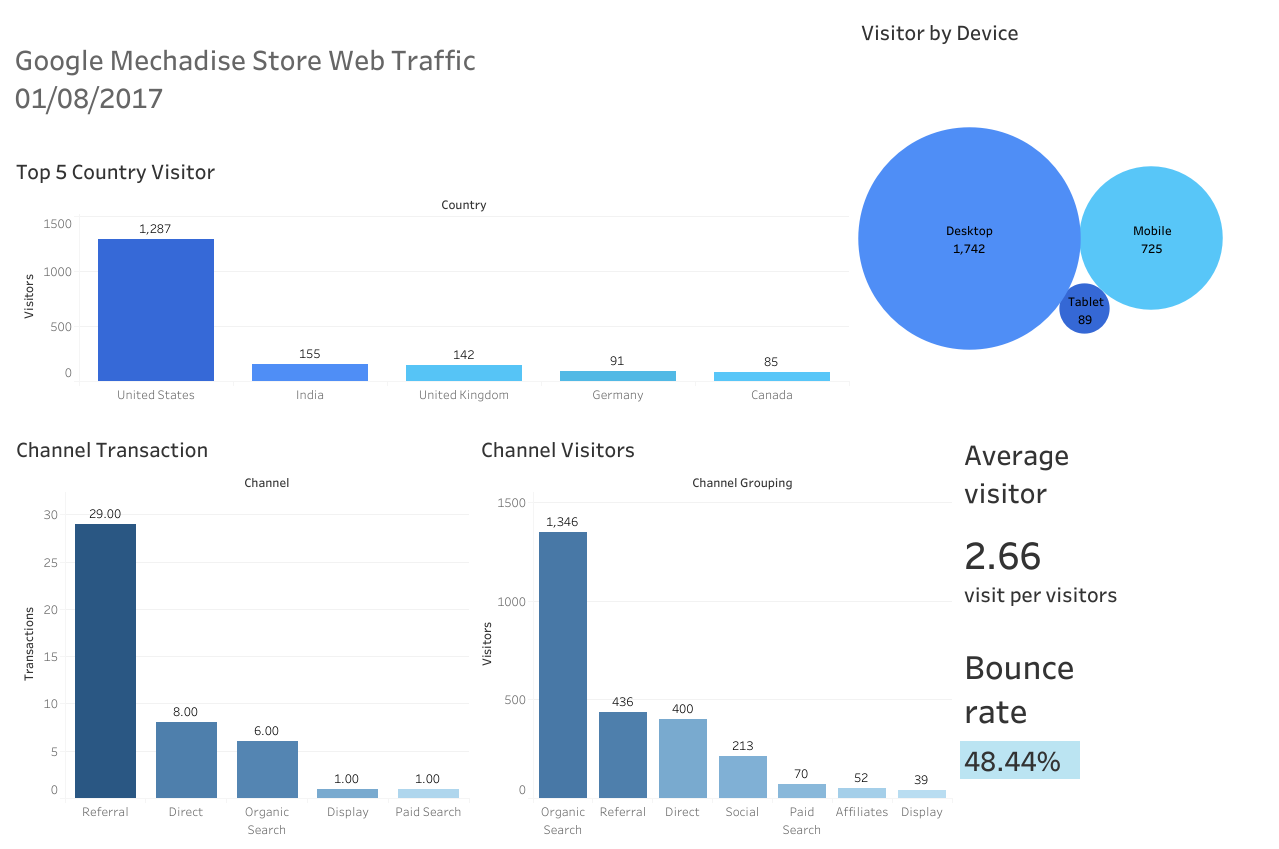 Google Mechadise Store Web Traffic
01/08/2017
Visitor by Device
Desktop
1,742
Mobile
725
Tablet
89
Top 5 Country Visitor
Country
Visitors
1500
1000
500
0
1,287
155
142
91
85
United States
India
United Kingdom
Germany
Canada
Channel Transaction
Channel
Transactions
30
25
20
15
10
5
0
29.00
8.00
6.00
1.00
1.00
Referral
Direct
Organic
Search
Display
Paid Search
Channel Visitors
Channel Grouping
Visitors
1500
1000
500
0
1,346
436
400
213
70
52
39
Organic
Search
Referral
Direct
Social
Paid
Search
Affiliates
Display
Average
visitor
2.66
visit per visitors
Bounce
rate
48.44%